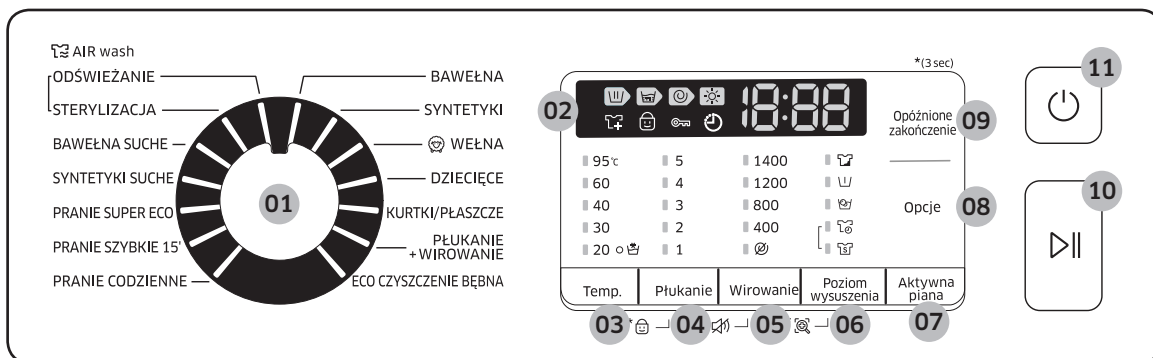 AIR wash
ODŚWIEŻANIE
STERYLIZACJA
BAWEŁNA SUCHE
SYNTETYKI SUCHE
PRANIE SUPER ECO
PRANIE SZYBKIE 15'
PRANIE CODZIENNE
01
BAWEŁNA
SYNTETYKI
WEŁNA
DZIECIĘCE
KURTKI/PŁASZCZE
PŁUKANIE
+WIROWANIE
ECO CZYSZCZENIE BĘBNA
*(3 sec)
02
18:88
Opóźnione
zakończenie
09
95℃ 5 1400
60 4 1200
40 3 800
30 2 400
20 1
Opcje
08
Temp. Płukanie Wirowanie Poziom
wysuszenia Aktywna
piana
03 * 04 05 06 07
11
10